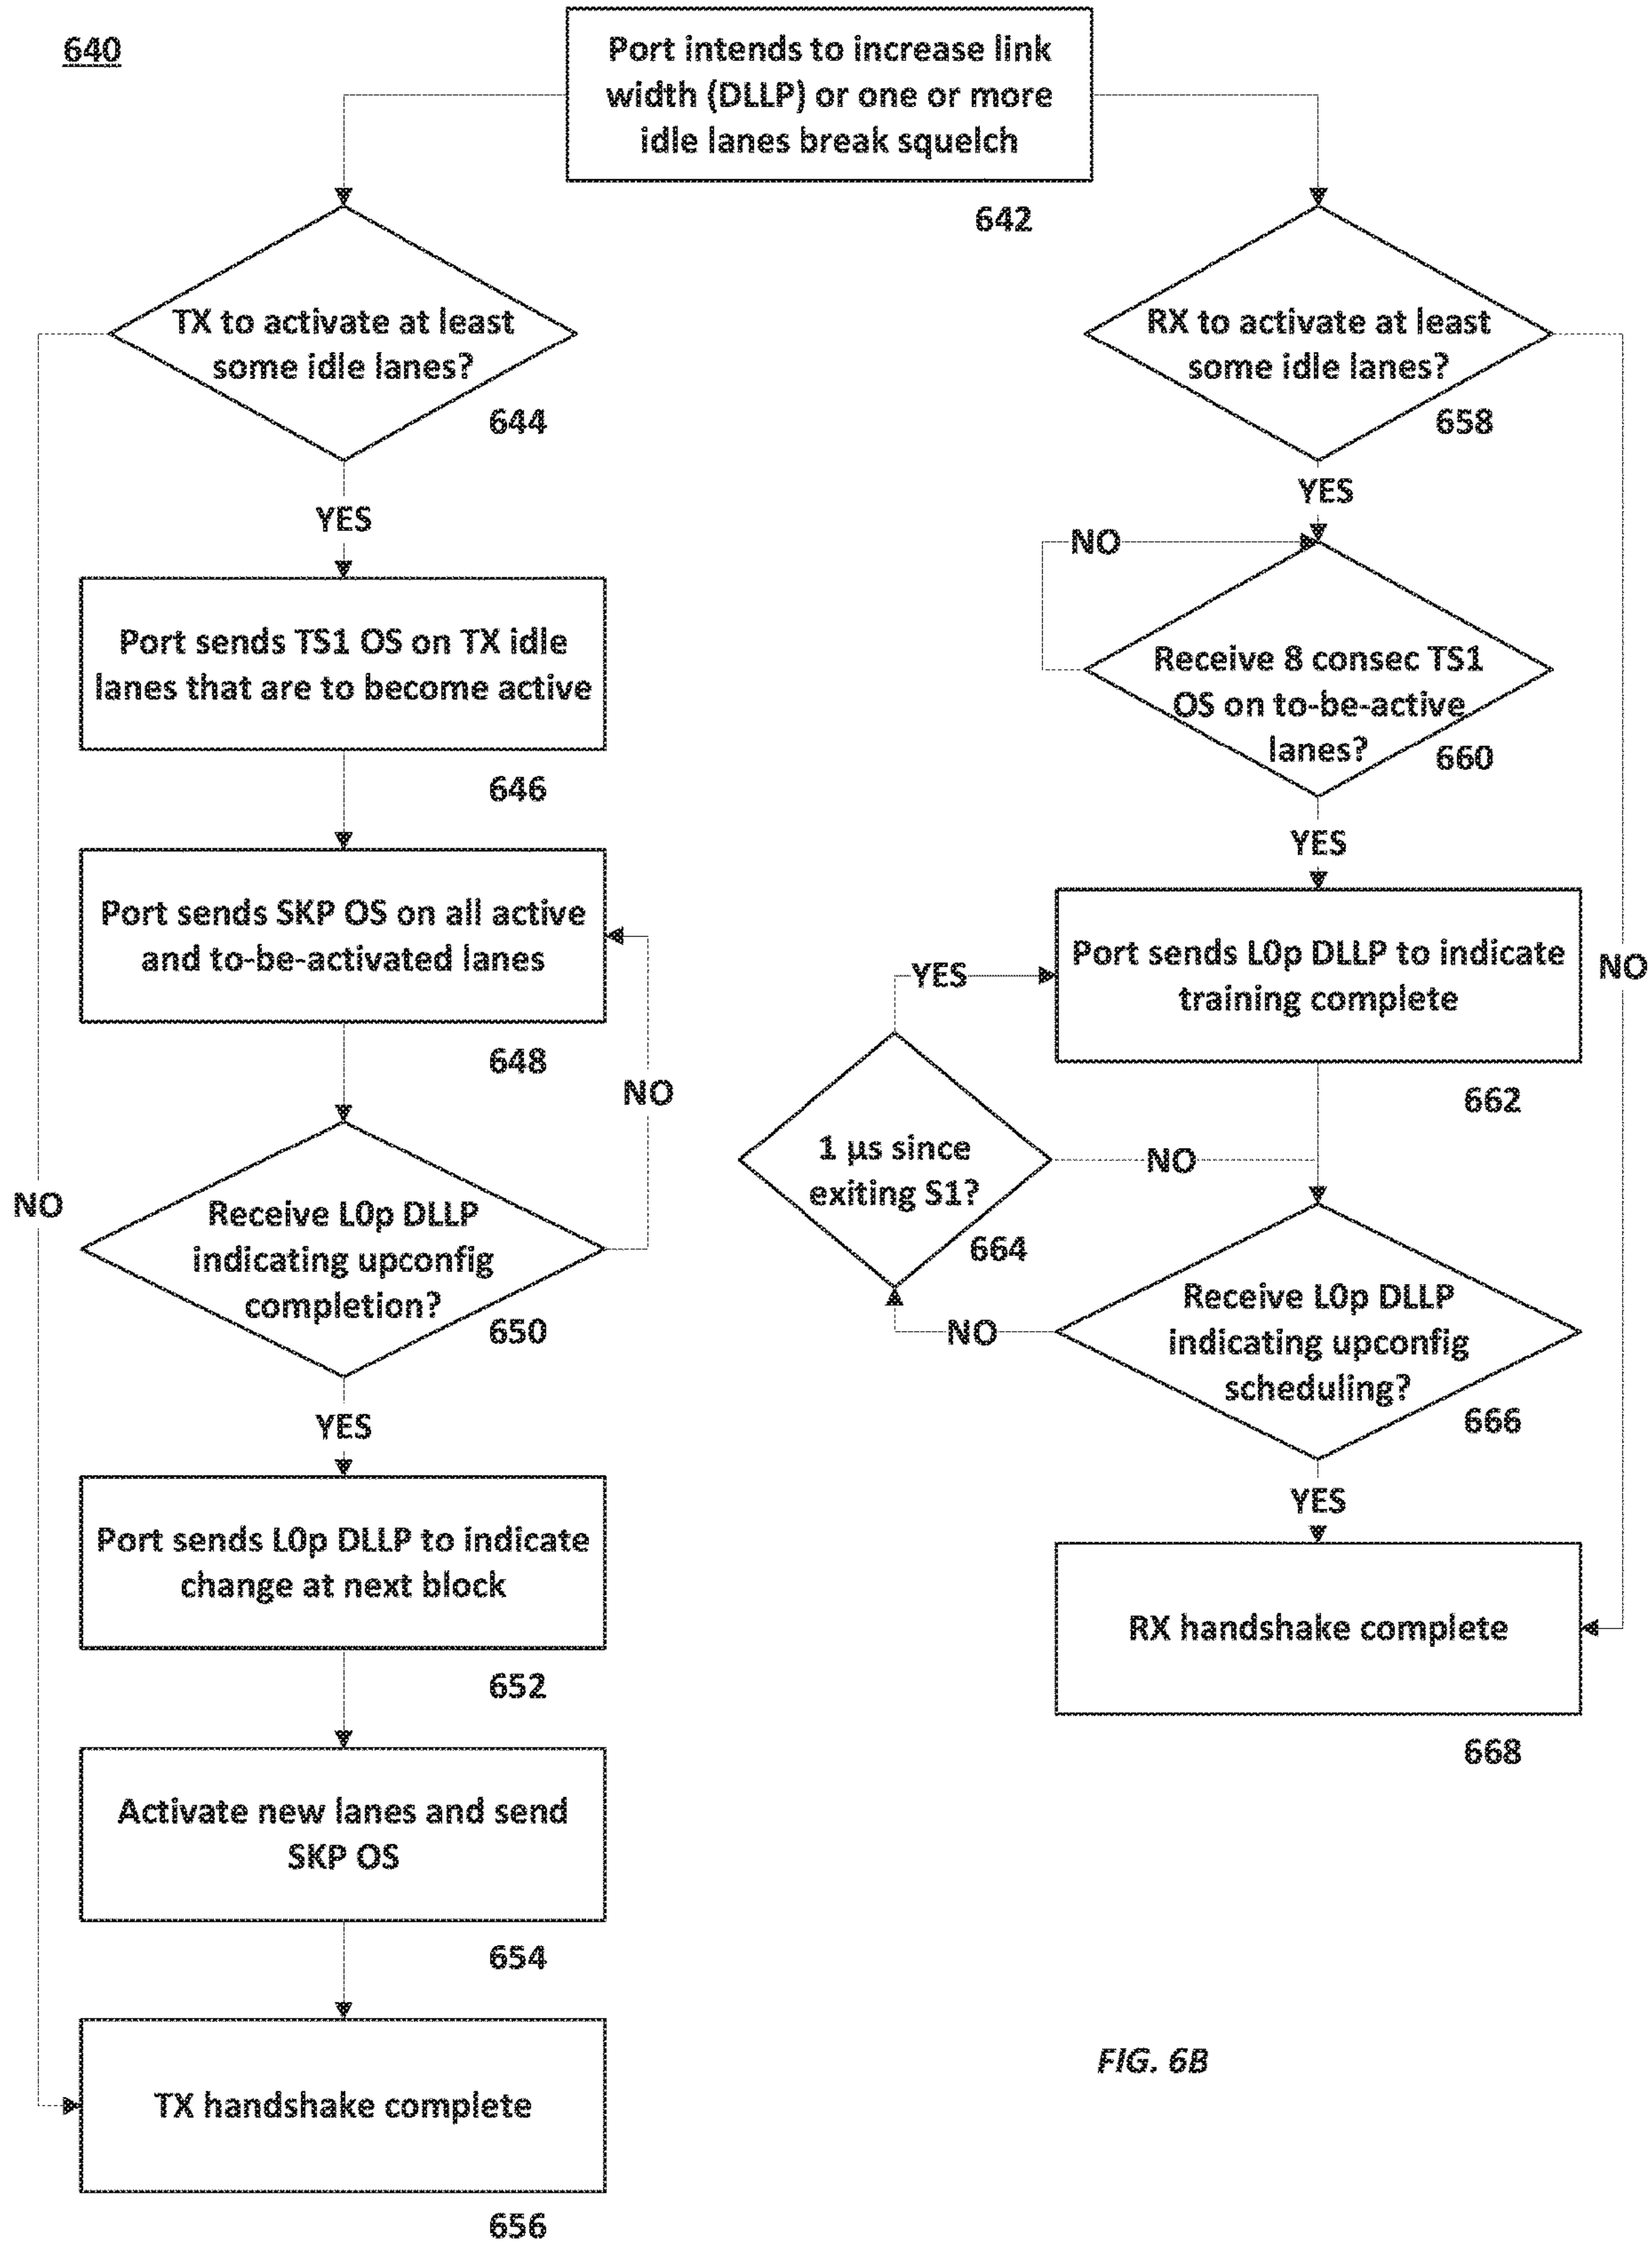 640
Port intends to increase link
width (DLLP) or one or more
idle lanes break squelch
642
TX to activate at least
some idle lanes?
644
YES
NO
Port sends TS1 OS on TX idle
lanes that are to become active
646
Port sends SKP OS on all active
and to-be-activated lanes
648
NO
Receive L0p DLLP
indicating upconfig
completion?
650
YES
Port sends L0p DLLP to indicate
change at next block
652
Activate new lanes and send
SKP OS
654
TX handshake complete
656
RX to activate at least
some idle lanes?
658
YES
NO
NO
Receive 8 consec TS1
OS on to-be-active
lanes?
660
YES
Port sends L0p DLLP to indicate
training complete
662
YES
1 µs since
exiting S1?
664
NO
NO
Receive L0p DLLP
indicating upconfig
scheduling?
666
YES
RX handshake complete
668
FIG. 6B